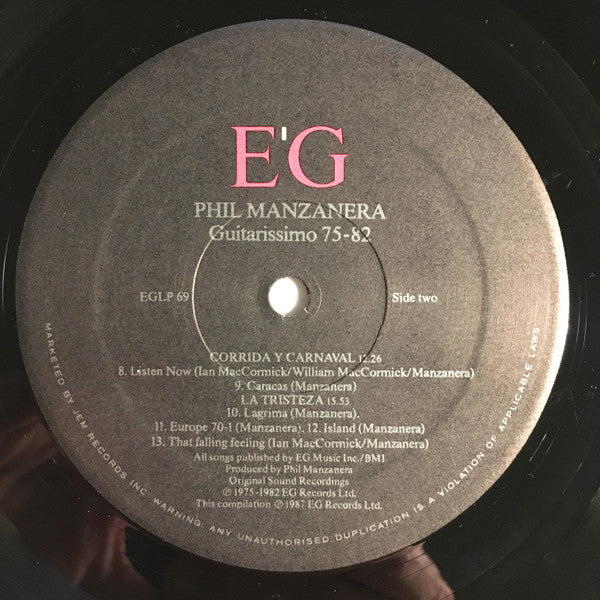 E'G
PHIL MANZANERA
Guitarissimo 75-82
EGLP 69
Side two
CORRIDA Y CARNAVAL 12.26
8. Listen Now (Ian MacCormick/William MacCormick/Manzanera)
9. Caracas (Manzanera)
LA TRISTEZA 15.53
10. Lagrima (Manzanera).
11. Europe 70-1 (Manzanera). 12. Island (Manzanera)
13. That falling feeling (Ian MacCormick/Manzanera)
All songs published by EG Music Inc./BMI
Produced by Phil Manzanera
Original Sound Recordings
℗ 1975-1982 EG Records Ltd.
This compilation ℗ 1987 EG Records Ltd.
MARKETED BY JEM RECORDS INC. WARNING: ANY UNAUTHORISED DUPLICATION IS A VIOLATION OF APPLICABLE LAWS